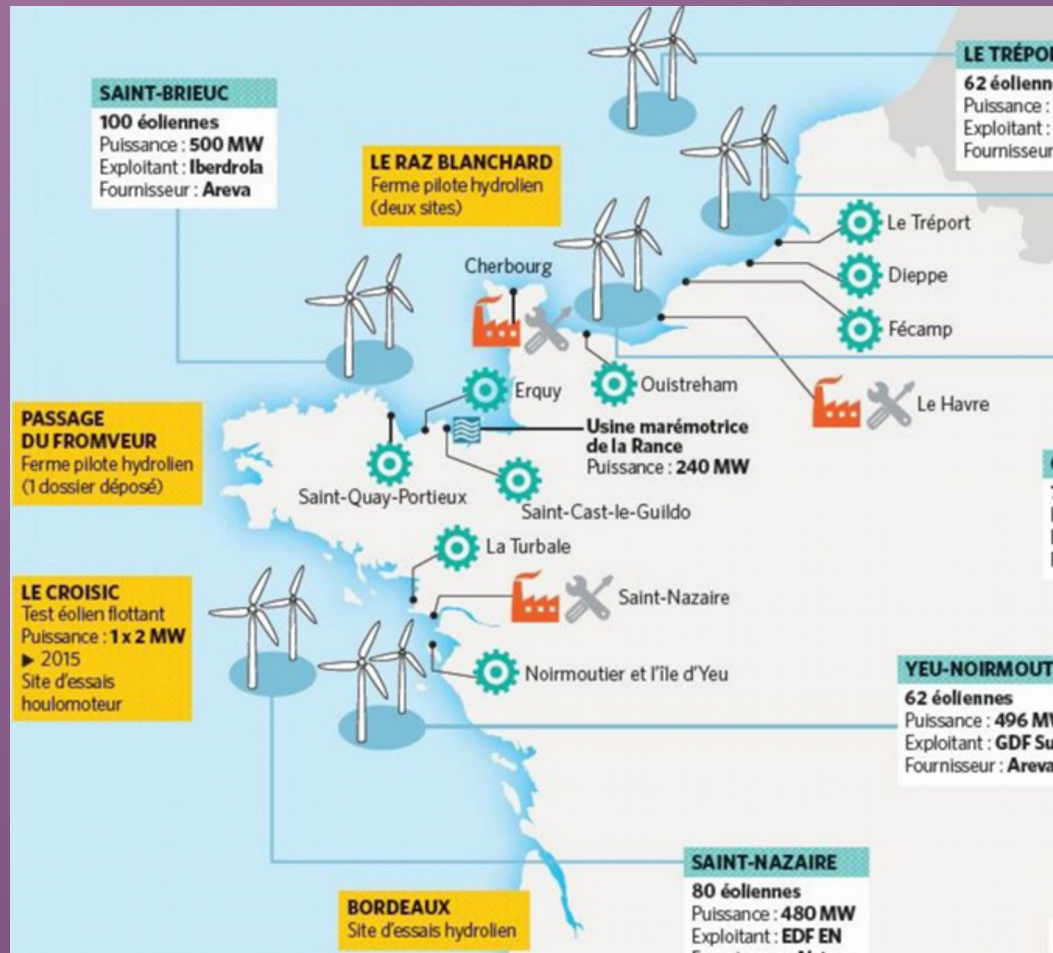 SAINT-BRIEUC
100 éoliennes
Puissance : 500 MW
Exploitant : Iberdrola
Fournisseur : Areva
LE RAZ BLANCHARD
Ferme pilote hydrolien
(deux sites)
62
Puissance :
Exploitant :
Fournisseur
LE
Le Tréport
Dieppe
Fécamp
Cherbourg
Ouistreham
Le Havre
Erquy
Usine marémotrice
de la Rance
Puissance : 240 MW
PASSAGE
DU FROMVEUR
Ferme pilote hydrolien
(1 dossier déposé)
Saint-Quay-Portieux
Saint-Cast-le-Guildo
La Turbale
Saint-Nazaire
Noirmoutier et l'île d'Yeu
LE CROISIC
Test éolien flottant
Puissance : 1 x 2 MW
▶ 2015
Site d'essais
houlomoteur
62 éoliennes
Puissance : 496
Exploitant : GDF
Fournisseur : Areva
SAINT-NAZAIRE
80 éoliennes
Puissance : 480 MW
Exploitant : EDF EN
BORDEAUX
Site d'essais hydrolien